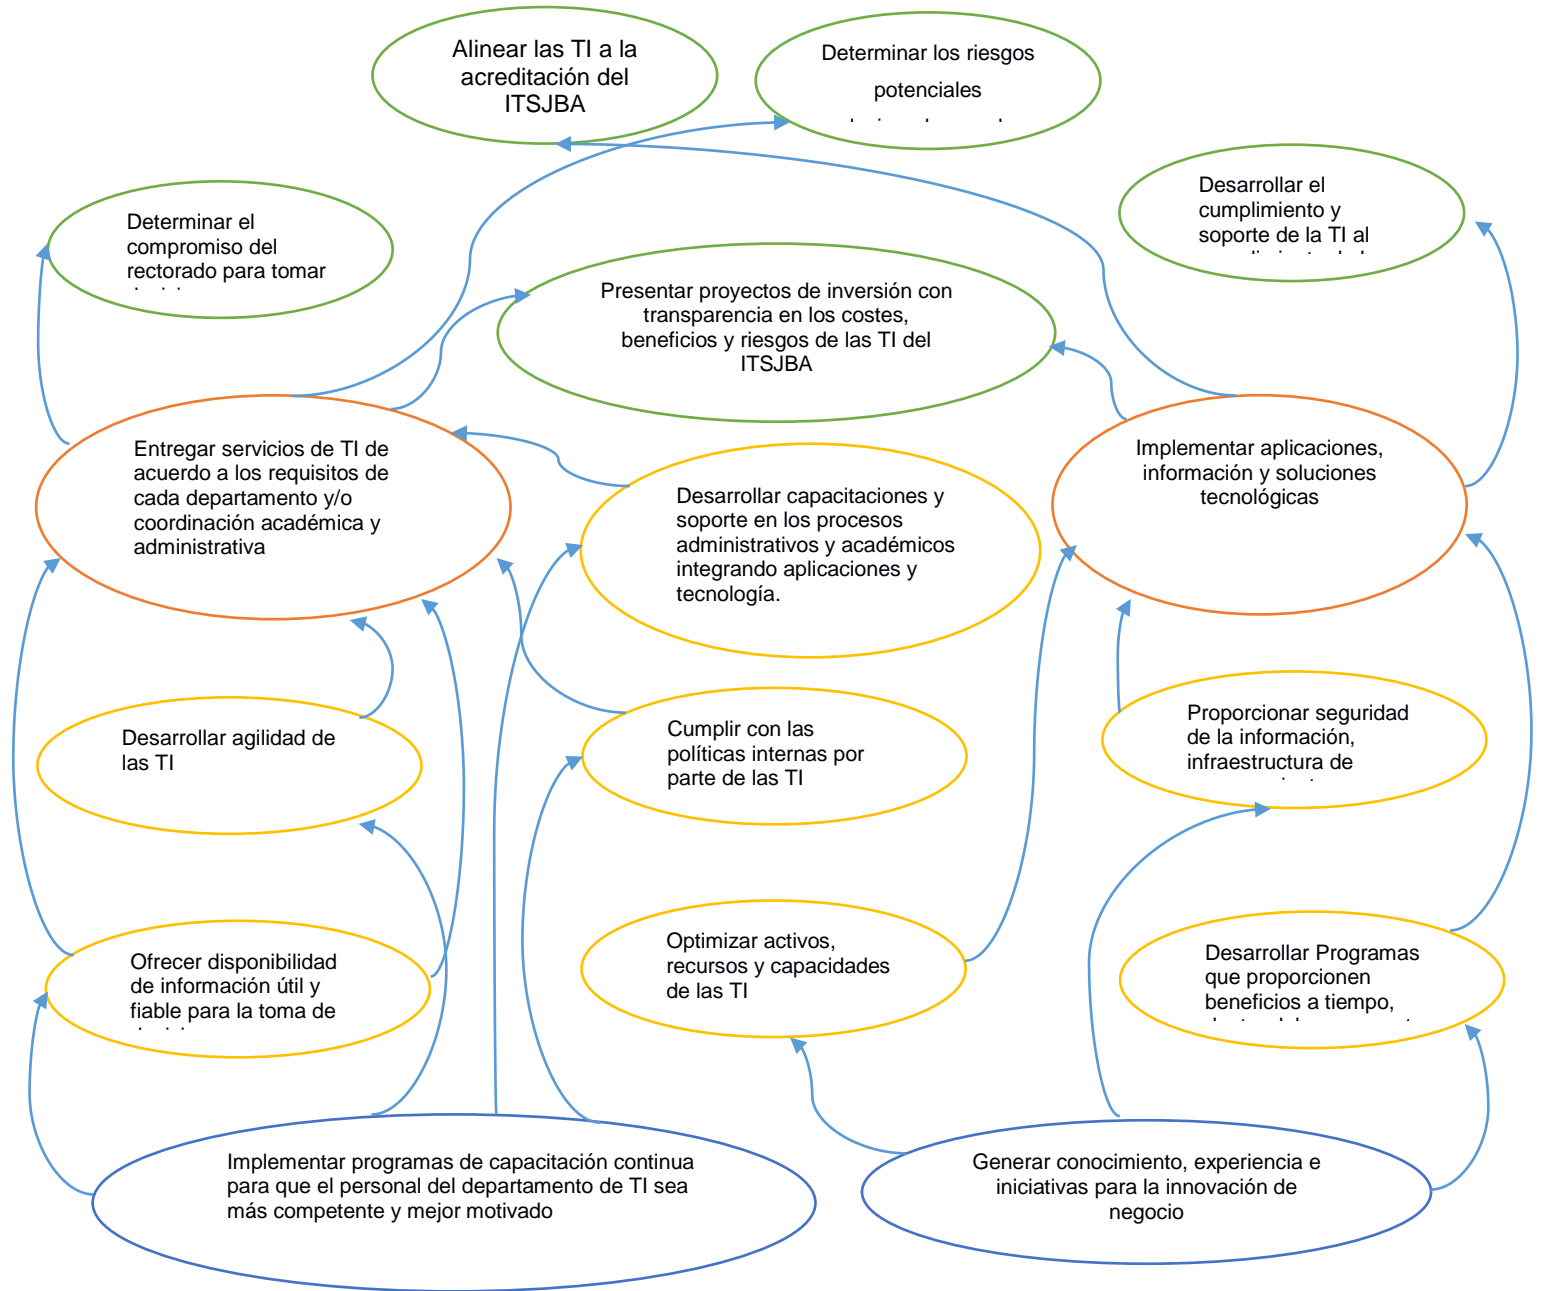 Alinear las TI a la
acreditación del
ITSJBA
Determinar los riesgos
potenciales
Determinar el
compromiso del
rectorado para tomar
Desarrollar el
cumplimiento y
soporte de la TI al
Presentar proyectos de inversión con
transparencia en los costes,
beneficios y riesgos de las TI del
ITSJBA
Entregar servicios de TI de
acuerdo a los requisitos de
cada departamento y/o
coordinación académica y
administrativa
Desarrollar capacitaciones y
soporte en los procesos
administrativos y académicos
integrando aplicaciones y
tecnología.
Implementar aplicaciones,
información y soluciones
tecnológicas
Desarrollar agilidad de
las TI
Cumplir con las
políticas internas por
parte de las TI
Proporcionar seguridad
de la información,
infraestructura de
Ofrecer disponibilidad
de información útil y
fiable para la toma de
Optimizar activos,
recursos y capacidades
de las TI
Desarrollar Programas
que proporcionen
beneficios a tiempo,
Implementar programas de capacitación continua
para que el personal del departamento de TI sea
más competente y mejor motivado
Generar conocimiento, experiencia e
iniciativas para la innovación de
negocio